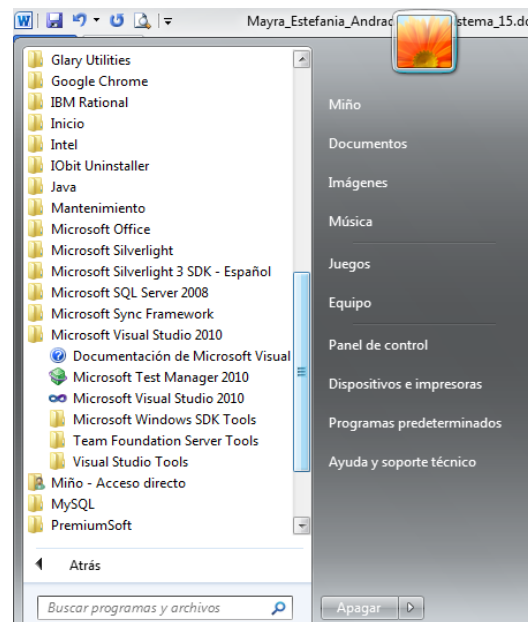 Mayra_Estefania_Andrad stema_15.do
Glary Utilities
Google Chrome
IBM Rational
Inicio
Intel
IObit Uninstaller
Java
Mantenimiento
Microsoft Office
Microsoft Silverlight
Microsoft Silverlight 3 SDK - Español
Microsoft SQL Server 2008
Microsoft Sync Framework
Microsoft Visual Studio 2010
Documentación de Microsoft Visual
Microsoft Test Manager 2010
Microsoft Visual Studio 2010
Microsoft Windows SDK Tools
Team Foundation Server Tools
Visual Studio Tools
Miño - Acceso directo
MySQL
PremiumSoft
Atrás
Buscar programas y archivos
Miño
Documentos
Imágenes
Música
Juegos
Equipo
Panel de control
Dispositivos e impresoras
Programas predeterminados
Ayuda y soporte técnico
Apagar